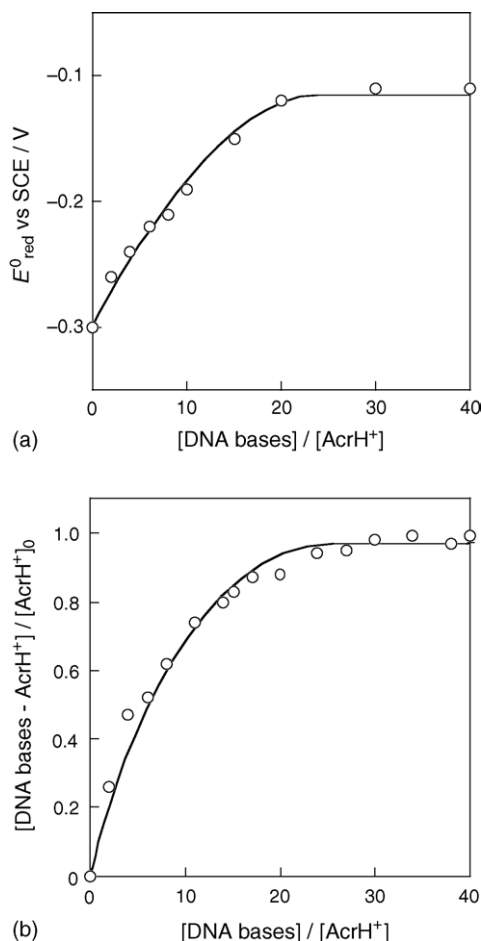 −0.1
−0.2
−0.3
E⁰red vs SCE / V
0 10 20 30 40
(a) [DNA bases] / [AcrH⁺]
1.0
0.8
0.6
0.4
0.2
0
[DNA bases - AcrH⁺] / [AcrH⁺]₀
0 10 20 30 40
(b) [DNA bases] / [AcrH⁺]